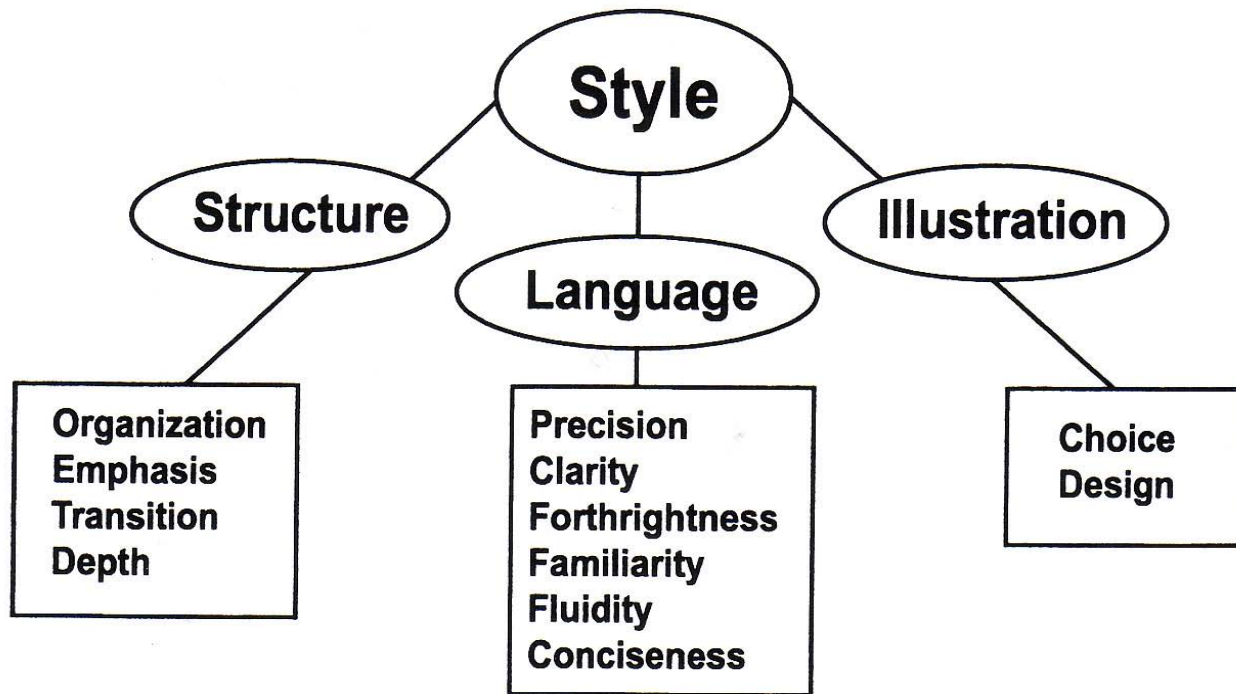 Style
Structure
Language
Illustration
Organization
Emphasis
Transition
Depth
Precision
Clarity
Forthrightness
Familiarity
Fluidity
Conciseness
Choice
Design